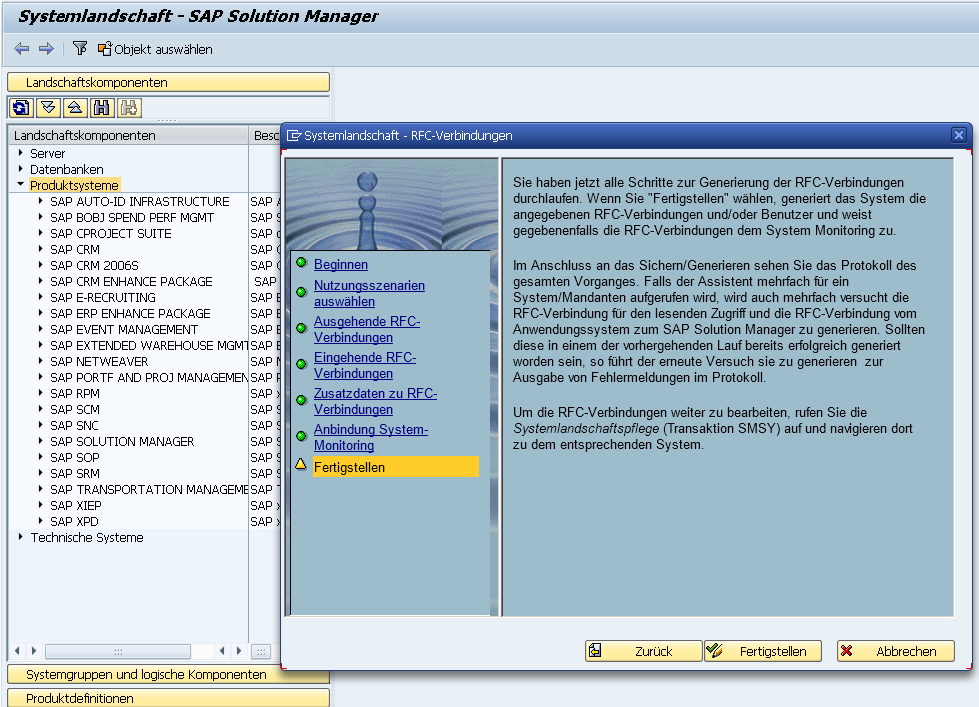 Systemlandschaft - SAP Solution Manager
Objekt auswählen
Landschaftskomponenten
Landschaftskomponenten Besc
Server
Datenbanken
Produktsysteme
SAP AUTO-ID INFRASTRUCTURE SAP A
SAP BOBJ SPEND PERF MGMT SAP S
SAP CPROJECT SUITE SAP c
SAP CRM SAP C
SAP CRM 2006S SAP C
SAP CRM ENHANCE PACKAGE SAP
SAP E-RECRUITING SAP E
SAP ERP ENHANCE PACKAGE SAP E
SAP EVENT MANAGEMENT SAP E
SAP EXTENDED WAREHOUSE MGMT SAP E
SAP NETWEAVER SAP N
SAP PORTF AND PROJ MANAGEMEN SAP P
SAP RPM SAP x
SAP SCM SAP S
SAP SNC SAP S
SAP SOLUTION MANAGER SAP S
SAP SOP SAP S
SAP SRM SAP S
SAP TRANSPORTATION MANAGEME SAP T
SAP XIEP SAP x
SAP XPD SAP x
Technische Systeme
Systemgruppen und logische Komponenten
Produktdefinitionen
Systemlandschaft - RFC-Verbindungen
Beginnen
Nutzungsszenarien
auswählen
Ausgehende RFC-
Verbindungen
Eingehende RFC-
Verbindungen
Zusatzdaten zu RFC-
Verbindungen
Anbindung System-
Monitoring
Fertigstellen
Sie haben jetzt alle Schritte zur Generierung der RFC-Verbindungen
durchlaufen. Wenn Sie "Fertigstellen" wählen, generiert das System die
angegebenen RFC-Verbindungen und/oder Benutzer und weist
gegebenenfalls die RFC-Verbindungen dem System Monitoring zu.
Im Anschluss an das Sichern/Generieren sehen Sie das Protokoll des
gesamten Vorganges. Falls der Assistent mehrfach für ein
System/Mandanten aufgerufen wird, wird auch mehrfach versucht die
RFC-Verbindung für den lesenden Zugriff und die RFC-Verbindung vom
Anwendungssystem zum SAP Solution Manager zu generieren. Sollten
diese in einem der vorhergehenden Lauf bereits erfolgreich generiert
worden sein, so führt der erneute Versuch sie zu generieren zur
Ausgabe von Fehlermeldungen im Protokoll.
Um die RFC-Verbindungen weiter zu bearbeiten, rufen Sie die
Systemlandschaftspflege (Transaktion SMSY) auf und navigieren dort
zu dem entsprechenden System.
Zurück Fertigstellen Abbrechen